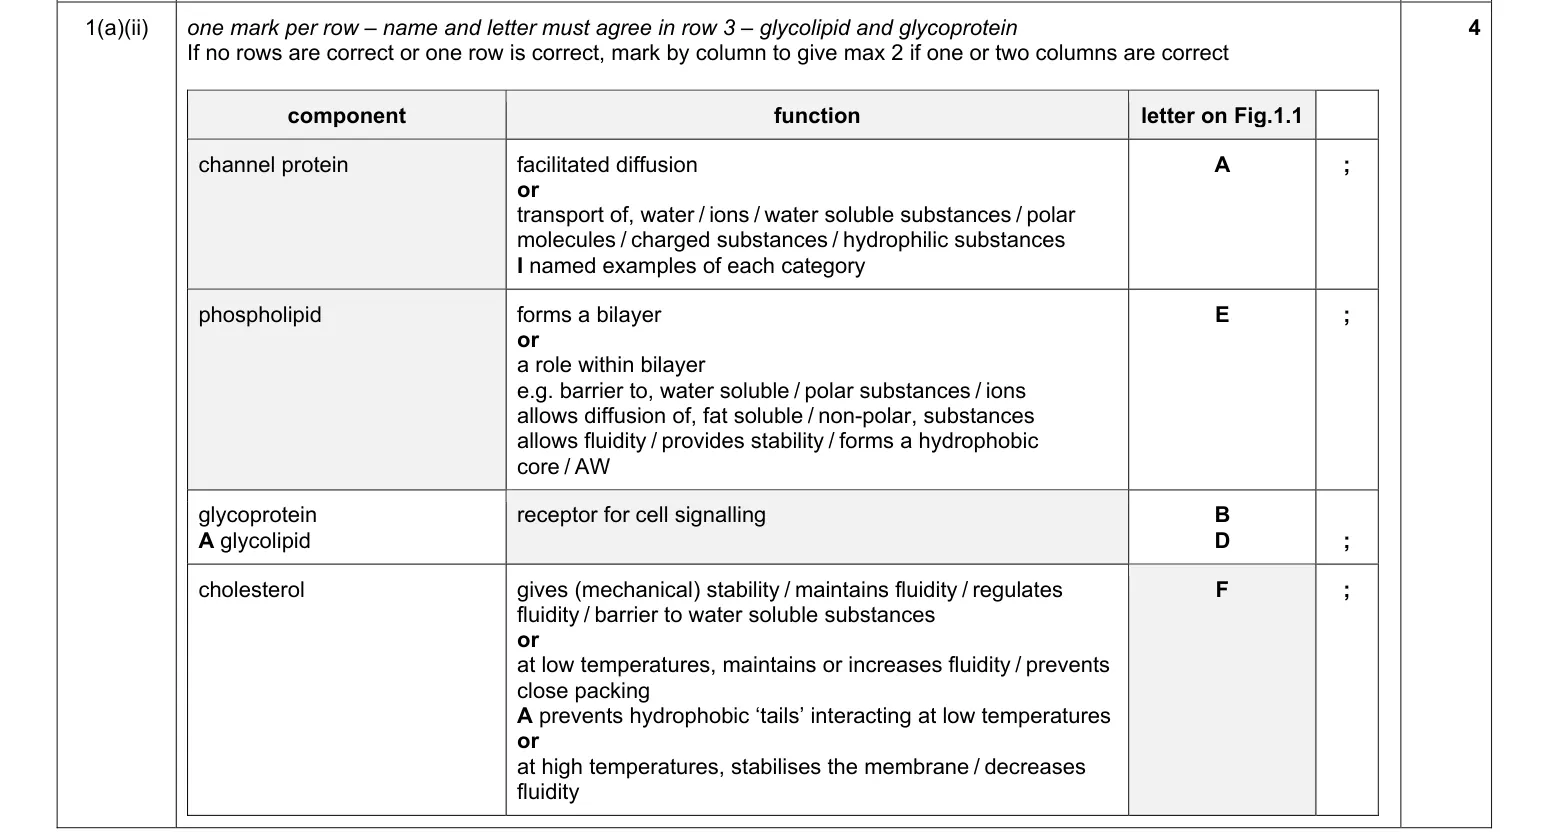 1(a)(ii)
one mark per row – name and letter must agree in row 3 – glycolipid and glycoprotein
4
If no rows are correct or one row is correct, mark by column to give max 2 if one or two columns are correct
component
function
letter on Fig.1.1
channel protein
facilitated diffusion
or
transport of, water / ions / water soluble substances / polar
molecules / charged substances / hydrophilic substances
I named examples of each category
A
;
phospholipid
forms a bilayer
or
a role within bilayer
e.g. barrier to, water soluble / polar substances / ions
allows diffusion of, fat soluble / non-polar, substances
allows fluidity / provides stability / forms a hydrophobic
core / AW
E
;
glycoprotein
A glycolipid
receptor for cell signalling
B
D
;
cholesterol
gives (mechanical) stability / maintains fluidity / regulates
fluidity / barrier to water soluble substances
or
at low temperatures, maintains or increases fluidity / prevents
close packing
A prevents hydrophobic ‘tails’ interacting at low temperatures
or
at high temperatures, stabilises the membrane / decreases
fluidity
F
;